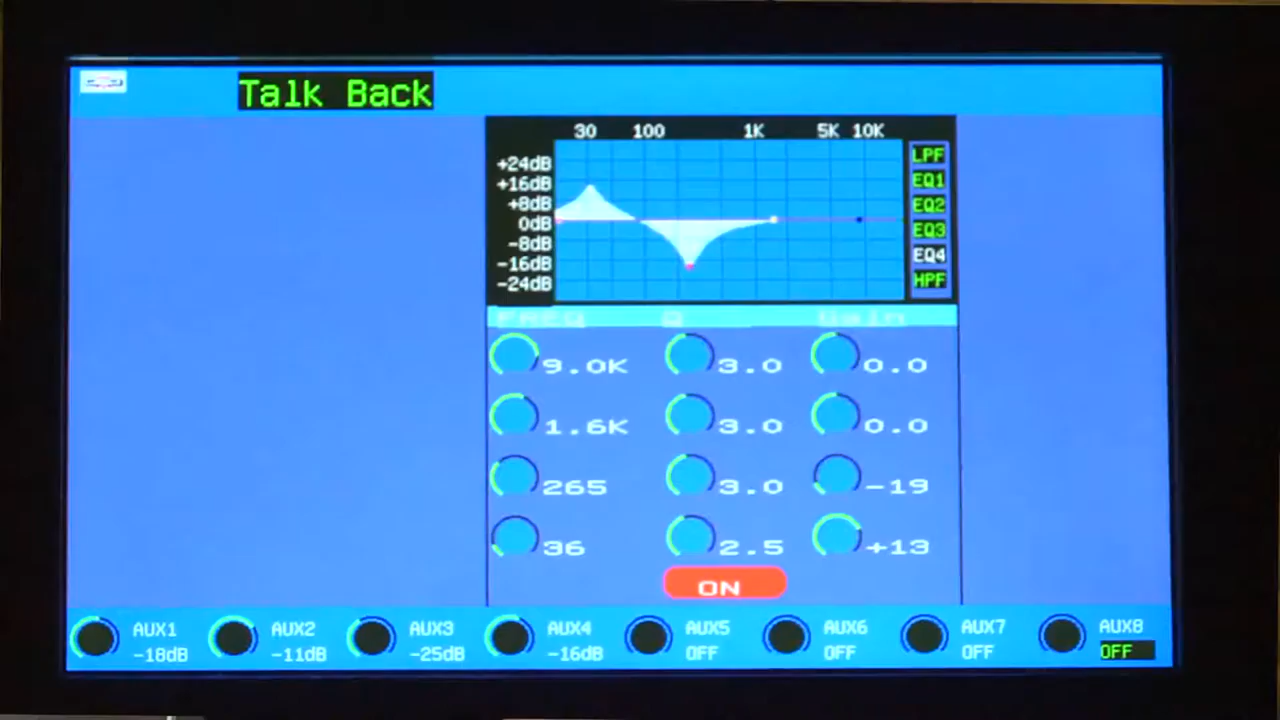 Talk Back
30 100 1K 5K 10K
+24dB
+16dB
+8dB
0dB
-8dB
-16dB
-24dB
LPF
EQ1
EQ2
EQ3
EQ4
HPF
FREQ Q Gain
9.0K 3.0 0.0
1.6K 3.0 0.0
265 3.0 -19
36 2.5 +13
ON
AUX1 AUX2 AUX3 AUX4 AUX5 AUX6 AUX7 AUX8
-18dB -11dB -25dB -16dB OFF OFF OFF OFF